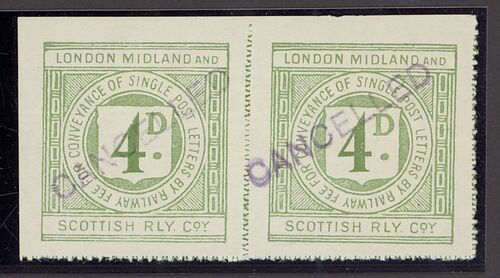 LONDON MIDLAND AND
FEE FOR CONVEYANCE OF SINGLE POST LETTERS BY RAILWAY
4D.
SCOTTISH RLY. COY
CANCELLED
LONDON MIDLAND AND
FEE FOR CONVEYANCE OF SINGLE POST LETTERS BY RAILWAY
4D.
SCOTTISH RLY. COY
CANCELLED